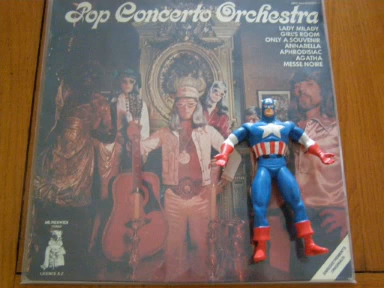 Pop Concerto Orchestra
LADY MILADY
GIRL'S ROOM
ONLY A SOUVENIR
ANNABELLA
APHRODISIAC
AGATHA
MESSE NOIRE